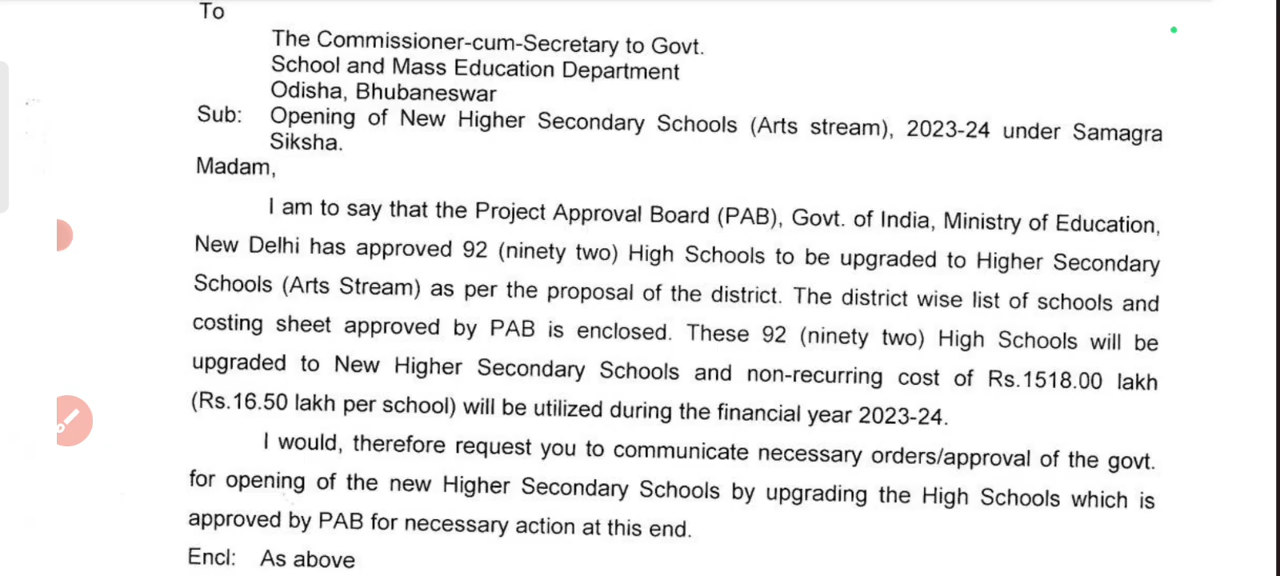 To
The Commissioner-cum-Secretary to Govt.
School and Mass Education Department
Odisha, Bhubaneswar
Sub: Opening of New Higher Secondary Schools (Arts stream), 2023-24 under Samagra
Siksha.
Madam,
I am to say that the Project Approval Board (PAB), Govt. of India, Ministry of Education,
New Delhi has approved 92 (ninety two) High Schools to be upgraded to Higher Secondary
Schools (Arts Stream) as per the proposal of the district. The district wise list of schools and
costing sheet approved by PAB is enclosed. These 92 (ninety two) High Schools will be
upgraded to New Higher Secondary Schools and non-recurring cost of Rs.1518.00 lakh
(Rs.16.50 lakh per school) will be utilized during the financial year 2023-24.
I would, therefore request you to communicate necessary orders/approval of the govt.
for opening of the new Higher Secondary Schools by upgrading the High Schools which is
approved by PAB for necessary action at this end.
Encl: As above